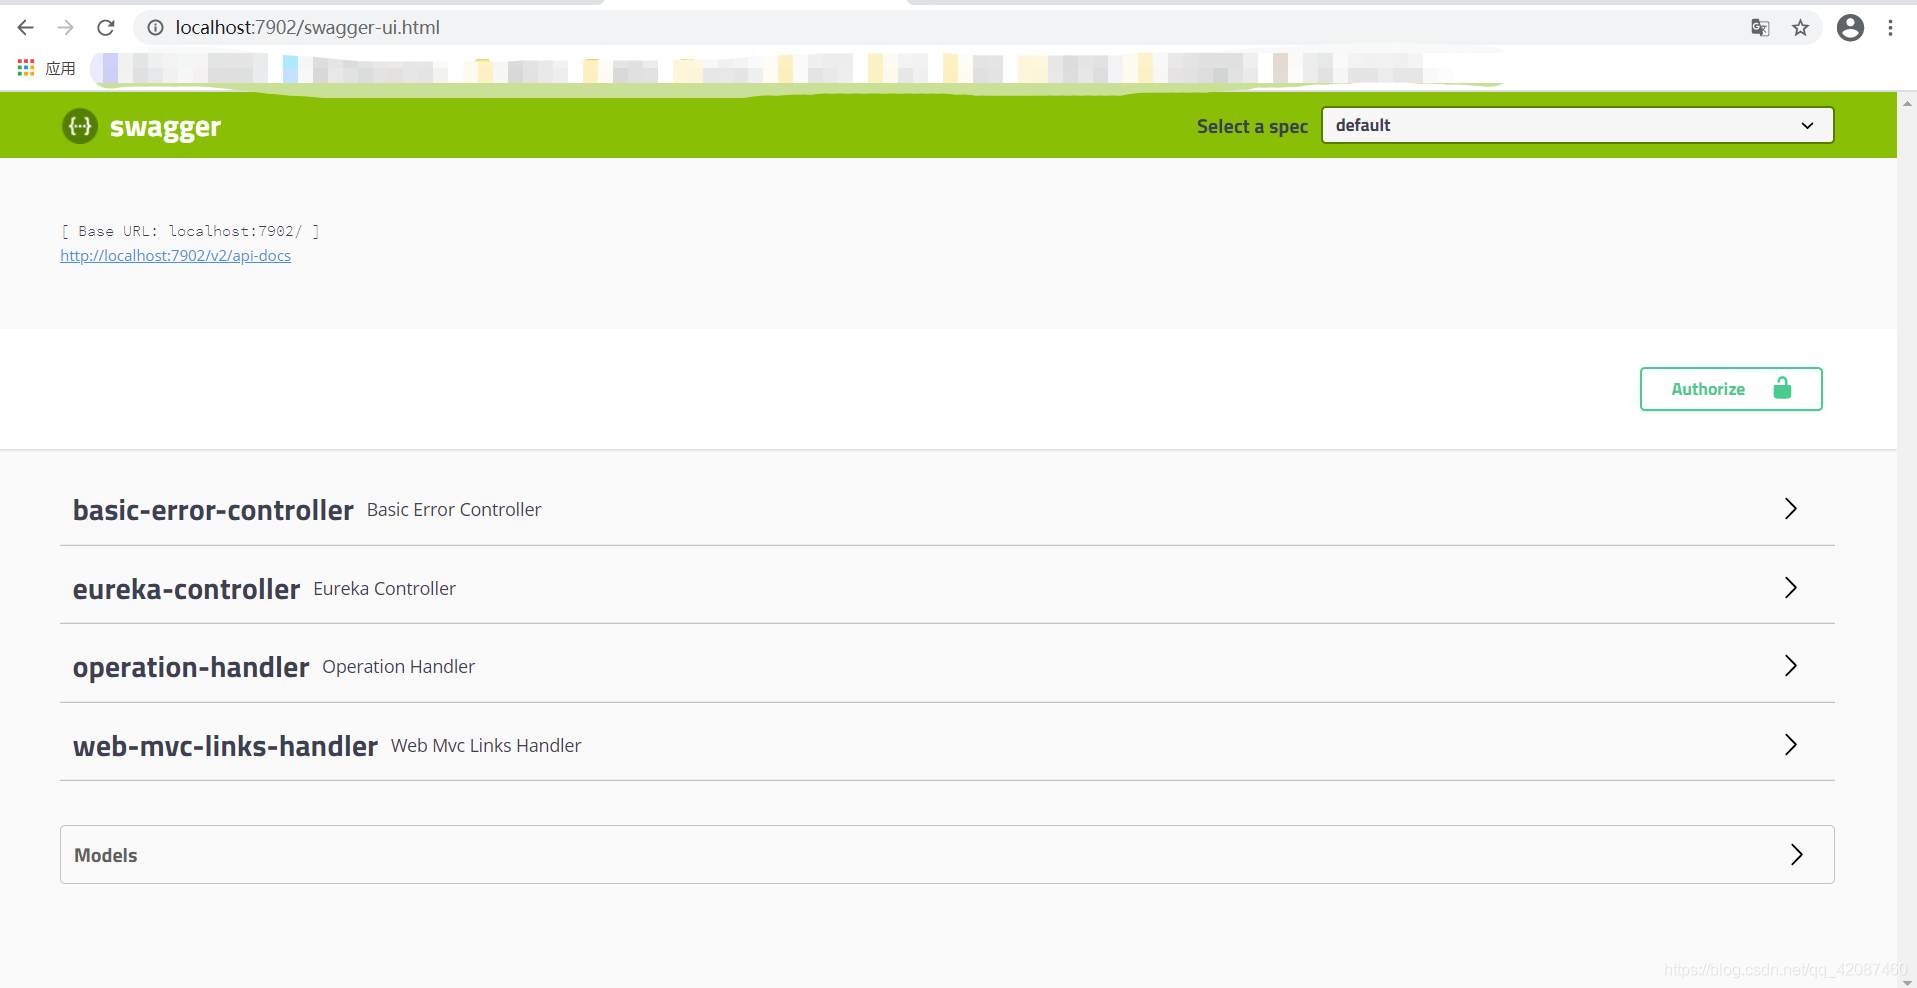 localhost:7902/swagger-ui.html
应用
swagger
Select a spec
default
[ Base URL: localhost:7902/ ]
http://localhost:7902/v2/api-docs
Authorize
basic-error-controller Basic Error Controller
eureka-controller Eureka Controller
operation-handler Operation Handler
web-mvc-links-handler Web Mvc Links Handler
Models
https://blog.csdn.net/qq_42087460